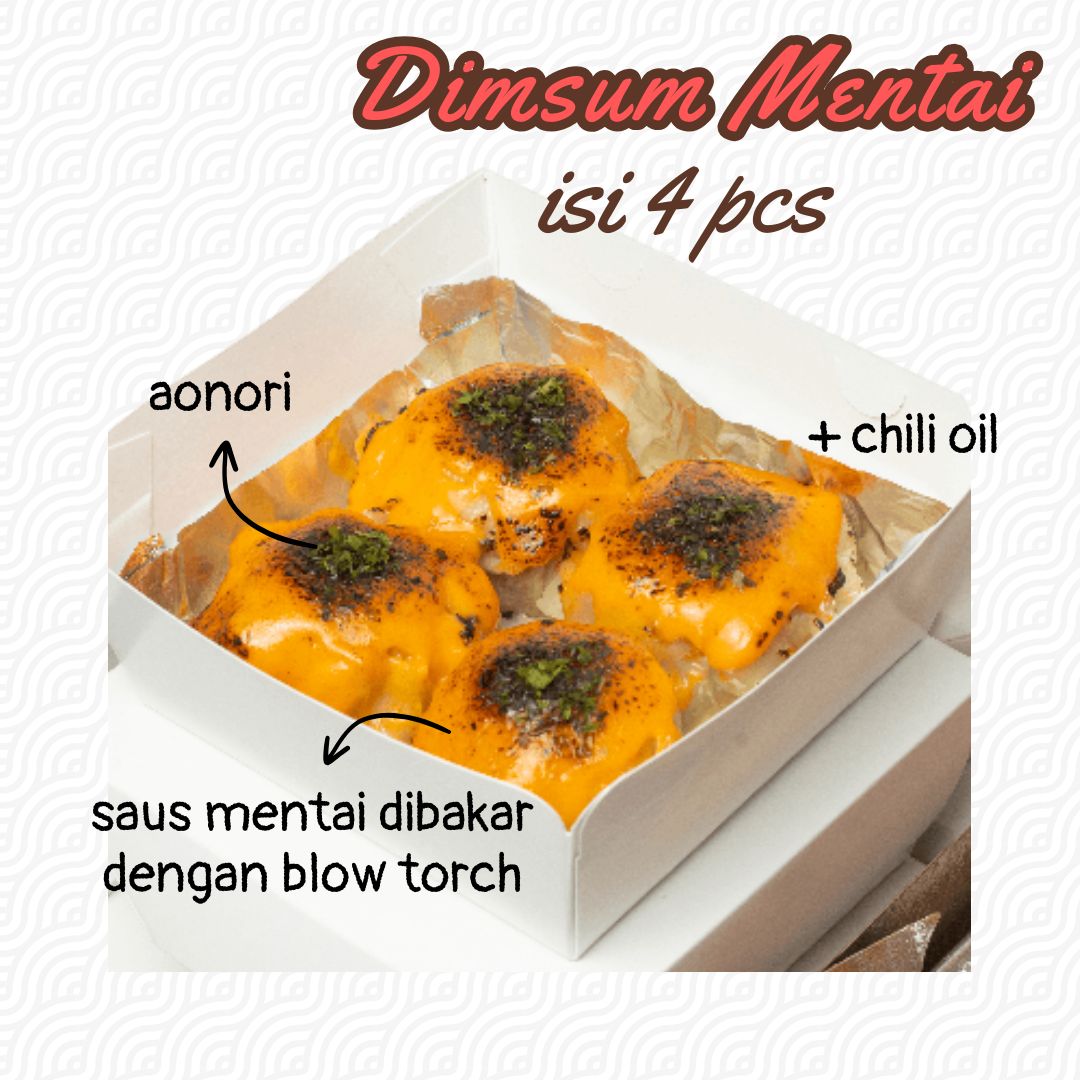 Dimsum Mentai
isi 4 pcs
aonori
+ chili oil
saus mentai dibakar
dengan blow torch